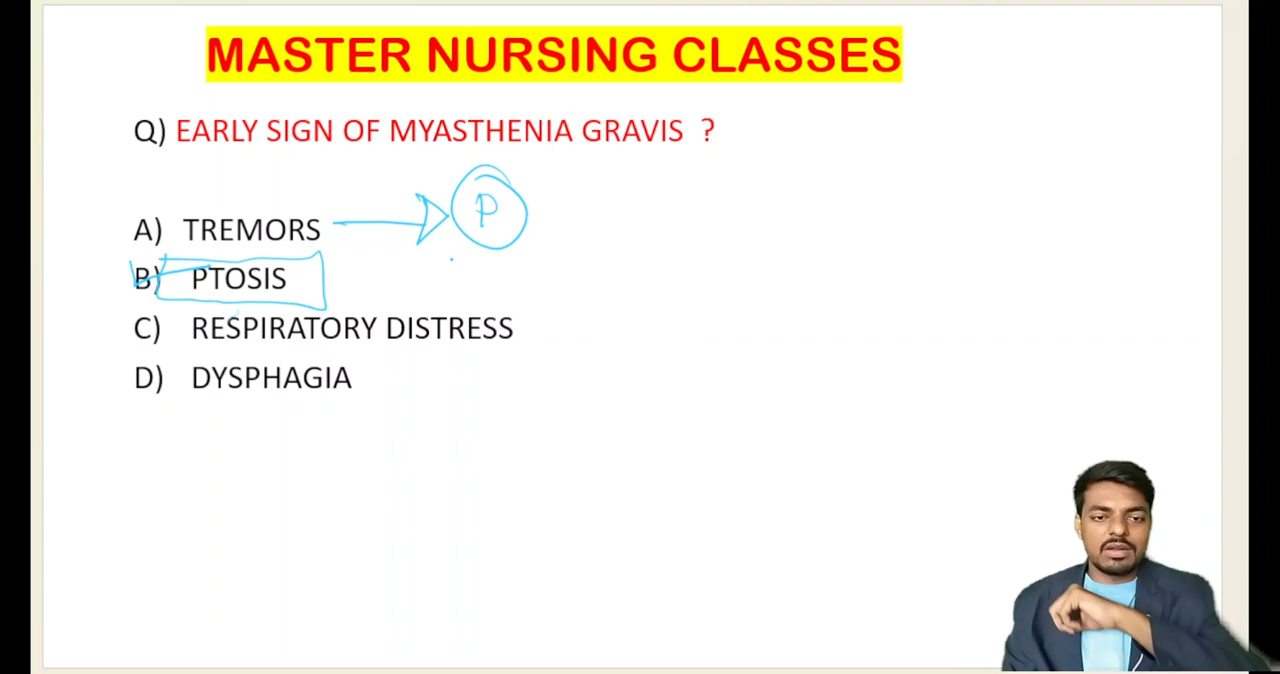 MASTER NURSING CLASSES
Q) EARLY SIGN OF MYASTHENIA GRAVIS ?
A) TREMORS P
B) PTOSIS
C) RESPIRATORY DISTRESS
D) DYSPHAGIA